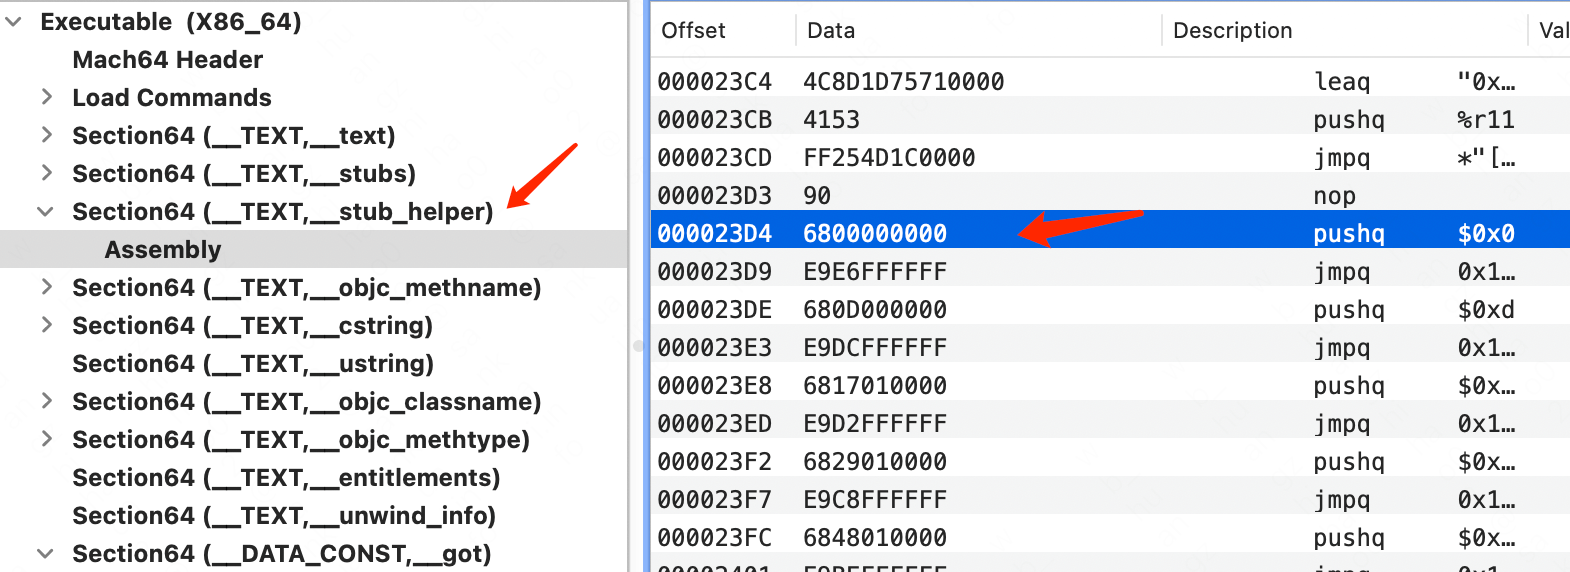 Executable (X86_64)
Mach64 Header
Load Commands
Section64 (__TEXT,__text)
Section64 (__TEXT,__stubs)
Section64 (__TEXT,__stub_helper)
Assembly
Section64 (__TEXT,__objc_methname)
Section64 (__TEXT,__cstring)
Section64 (__TEXT,__ustring)
Section64 (__TEXT,__objc_classname)
Section64 (__TEXT,__objc_methtype)
Section64 (__TEXT,__entitlements)
Section64 (__TEXT,__unwind_info)
Section64 (__DATA_CONST,__got)
Offset Data Description Val
000023C4 4C8D1D75710000 leaq "0x…
000023CB 4153 pushq %r11
000023CD FF254D1C0000 jmpq *"[…
000023D3 90 nop
000023D4 6800000000 pushq $0x0
000023D9 E9E6FFFFFF jmpq 0x1…
000023DE 680D000000 pushq $0xd
000023E3 E9DCFFFFFF jmpq 0x1…
000023E8 6817010000 pushq $0x…
000023ED E9D2FFFFFF jmpq 0x1…
000023F2 6829010000 pushq $0x…
000023F7 E9C8FFFFFF jmpq 0x1…
000023FC 6848010000 pushq $0x…